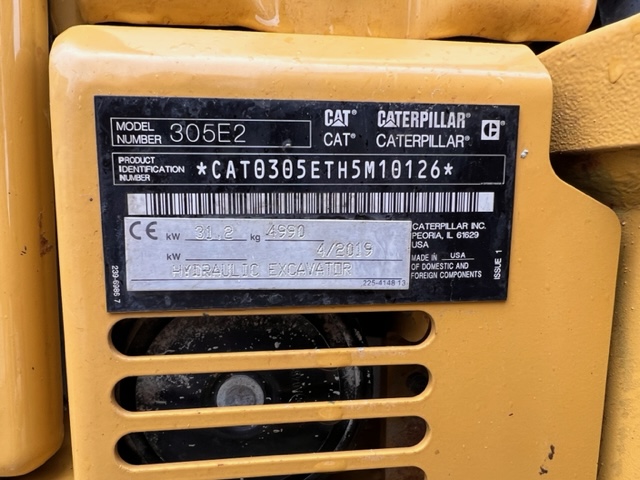 MODEL NUMBER 305E2
CAT CATERPILLAR C
CAT® CATERPILLAR®
PRODUCT IDENTIFICATION NUMBER *CAT0305ETH5M10126*
CE kW 31.2 kg 4990
kW 4/2019
HYDRAULIC EXCAVATOR
225-4148 13
CATERPILLAR INC.
PEORIA, IL 61629
USA
MADE IN USA
OF DOMESTIC AND
FOREIGN COMPONENTS
ISSUE 1
239-6986 7